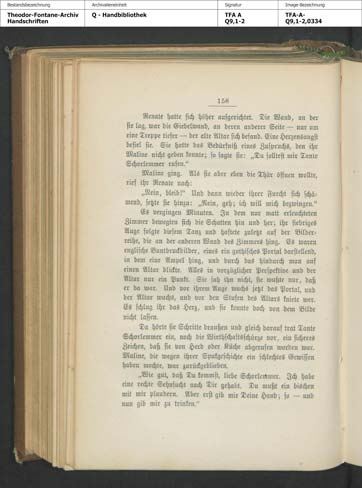 Bestandsbezeichnung
Archivalieneinheit
Signatur
Image-Bezeichnung
Theodor-Fontane-Archiv
Handschriften
Q - Handbibliothek
TFA A
Q9,1-2
TFA-A-
Q9,1-2,0334
158
Renate hatte sich höher aufgerichtet. Die Wand, an der
sie lag, war die Giebelwand, an deren anderer Seite — nur um
eine Treppe tiefer — der alte Altar sich befand. Eine Herzensangst
befiel sie. Sie hatte das Bedürfnis eines Zuspruchs, den ihr
Maline nicht geben konnte; so sagte sie: „Du solltest mir Tante
Schorlemmer rufen.“
Maline ging. Als sie aber eben die Thür öffnen wollte,
rief ihr Renate nach:
„Nein, bleib!“ Und dann wieder ihrer Furcht sich schä-
mend, setzte sie hinzu: „Nein, geh; ich will mich bezwingen.“
Es vergingen Minuten. In dem nur matt erleuchteten
Zimmer bewegten sich die Schatten hin und her; ihr fiebriges
Auge folgte diesem Tanz und haftete zuletzt auf der Bilder-
reihe, die an der anderen Wand des Zimmers hing. Es waren
englische Buntdruckbilder, eines ein gothisches Portal darstellend,
in dem eine Ampel hing, und durch das hindurch man auf
einen Altar blickte. Alles in vorzüglicher Perspektive und der
Altar nur ein Punkt. Sie sah ihn nicht, sie wußte nur, daß
er da war. Und vor ihrem Auge wuchs jetzt das Portal, und
der Altar wuchs, und vor den Stufen des Altars kniete wer.
Es schlug ihr das Herz, und sie konnte doch von dem Bilde
nicht lassen.
Da hörte sie Schritte draußen und gleich darauf trat Tante
Schorlemmer ein, noch die Wirthschaftsschürze vor, ein sicheres
Zeichen, daß sie von Herd oder Küche abgerufen worden war.
Maline, die wegen ihrer Spukgeschichte ein schlechtes Gewissen
haben mochte, war zurückgeblieben.
„Wie gut, daß Du kommst, liebe Schorlemmer. Ich habe
eine rechte Sehnsucht nach Dir gehabt. Du mußt ein bischen
mit mir plaudern. Aber erst gib mir Deine Hand; so — und
nun gib mir zu trinken.“